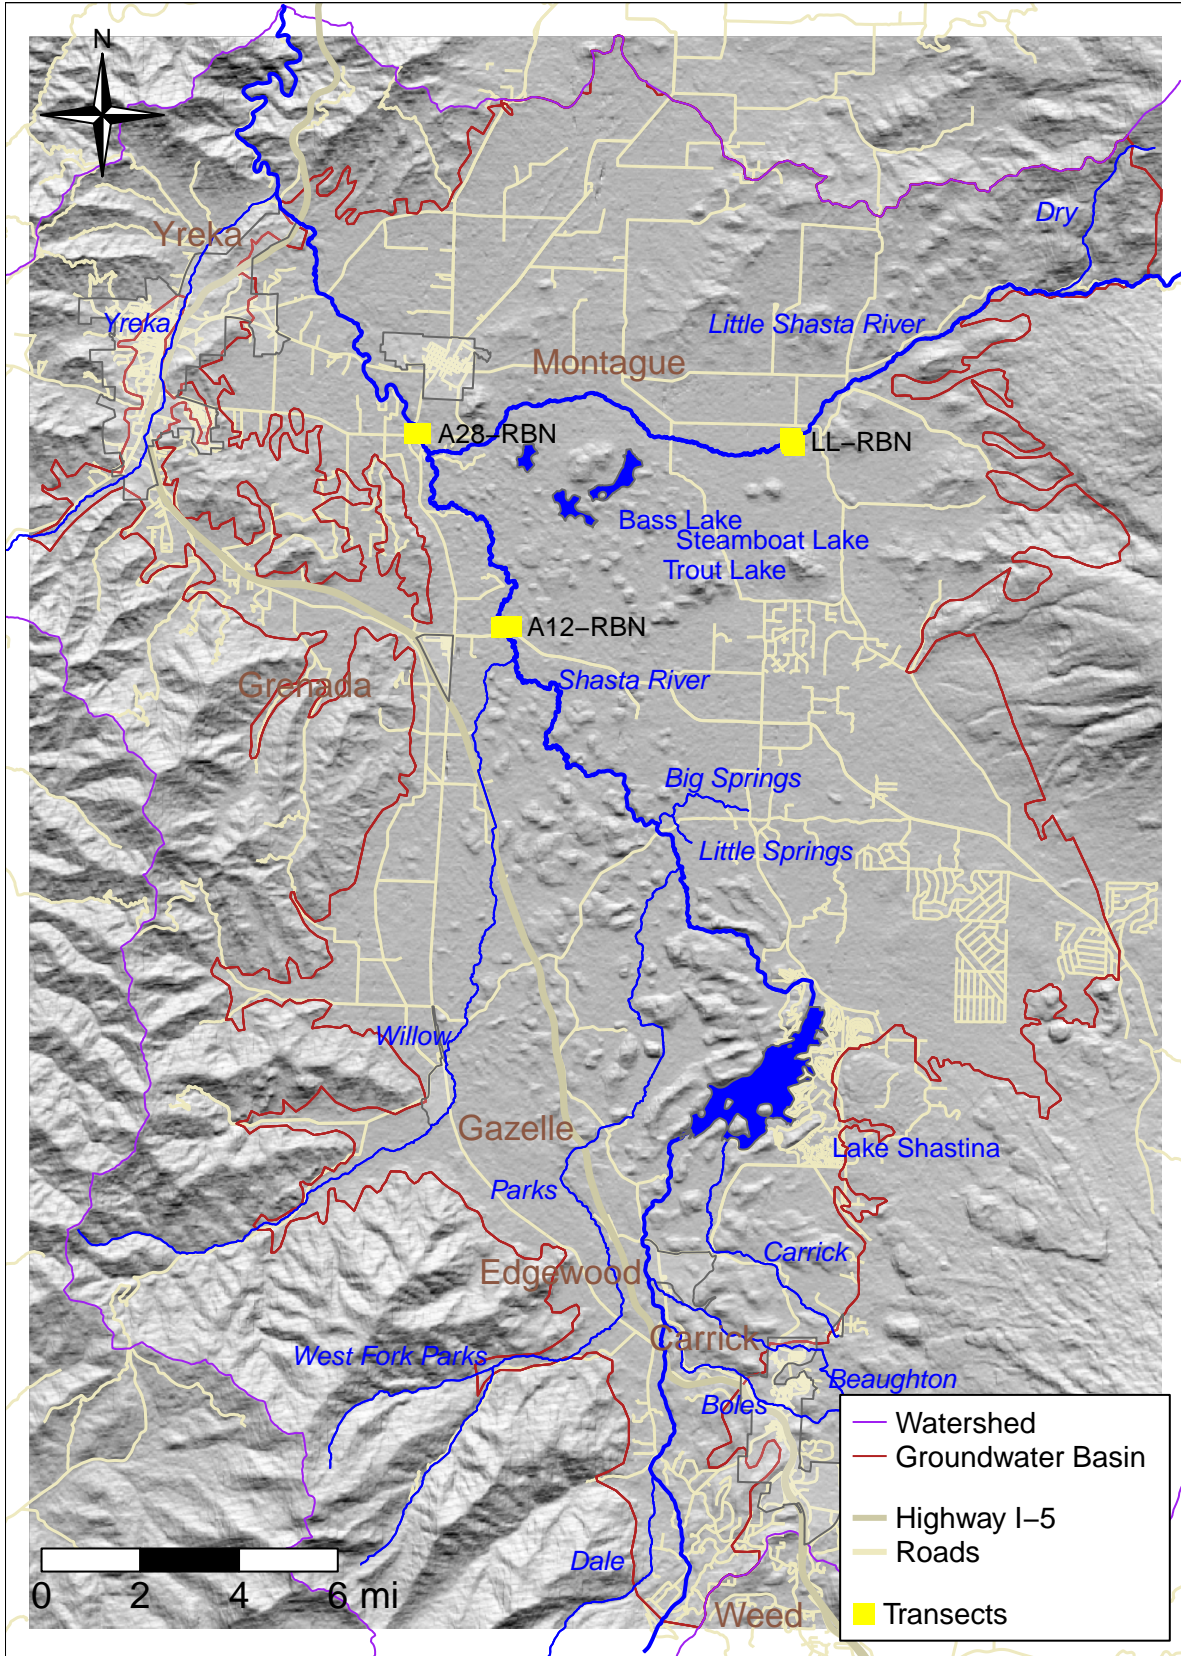 N
Dry
Yreka
Yreka
Little Shasta River
Montague
A28−RBN
LL−RBN
Bass Lake
Steamboat Lake
Trout Lake
A12−RBN
Shasta River
Grenada
Big Springs
Little Springs
Willow
Gazelle
Lake Shastina
Parks
Carrick
Edgewood
Carrick
West Fork Parks
Beaughton
Boles
Dale
Weed
0 2 4 6 mi
Watershed
Groundwater Basin
Highway I−5
Roads
Transects